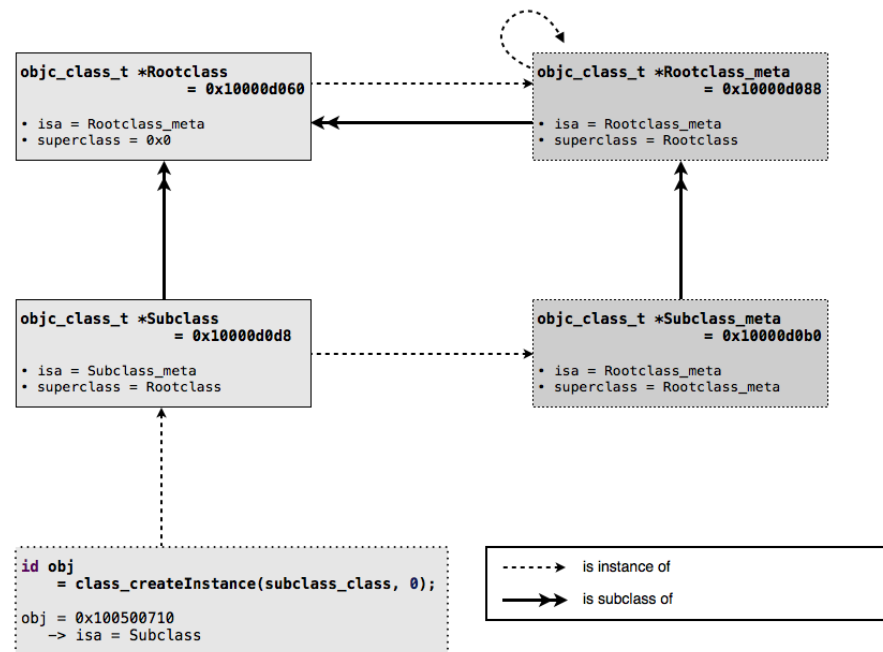 objc_class_t *Rootclass
= 0x10000d060
• isa = Rootclass_meta
• superclass = 0x0
objc_class_t *Rootclass_meta
= 0x10000d088
• isa = Rootclass_meta
• superclass = Rootclass
objc_class_t *Subclass
= 0x10000d0d8
• isa = Subclass_meta
• superclass = Rootclass
objc_class_t *Subclass_meta
= 0x10000d0b0
• isa = Rootclass_meta
• superclass = Rootclass_meta
id obj
= class_createInstance(subclass_class, 0);
obj = 0x100500710
-> isa = Subclass
is instance of
is subclass of